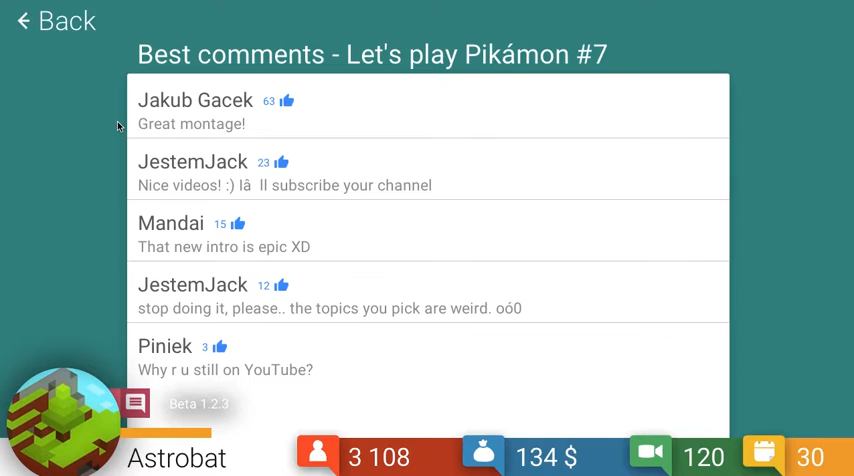 Back
Best comments - Let's play Pikámon #7
Jakub Gacek 63
Great montage!
JestemJack 23
Nice videos! :) Iâ ll subscribe your channel
Mandai 15
That new intro is epic XD
JestemJack 12
stop doing it, please.. the topics you pick are weird. oó0
Piniek 3
Why r u still on YouTube?
Beta 1.2.3
Astrobat 3 108 134 $ 120 30